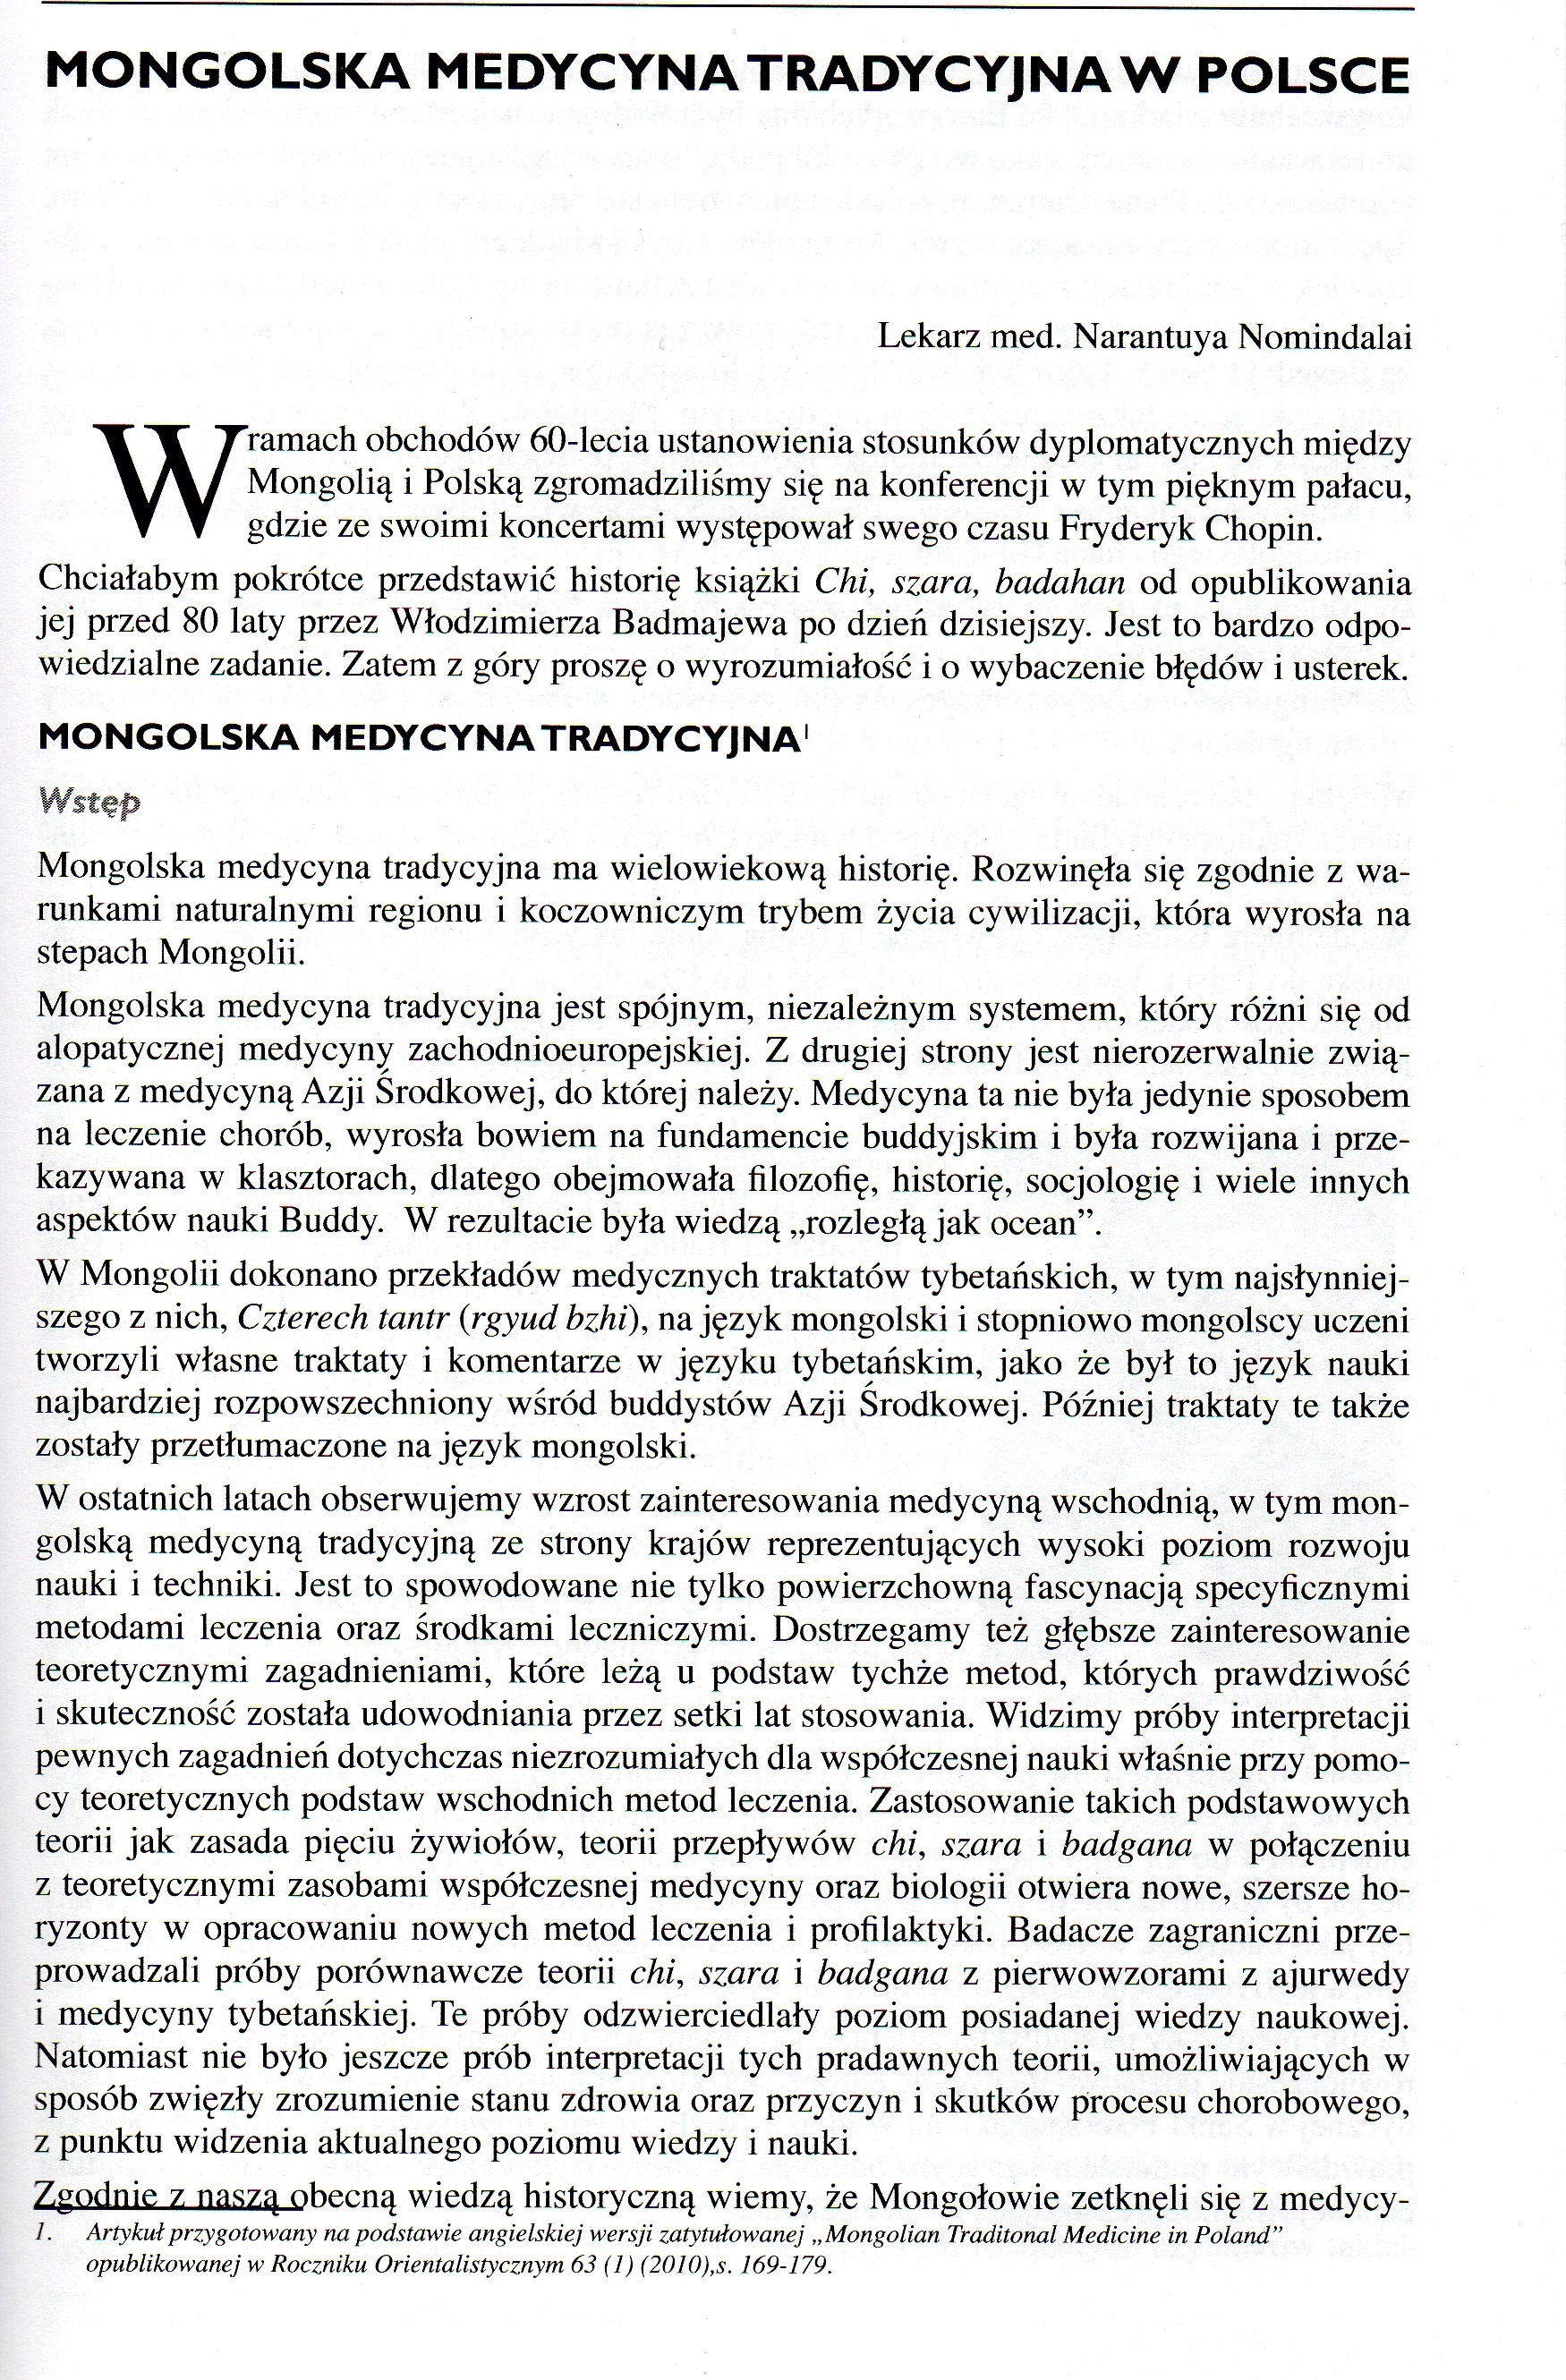 MONGOLSKA MEDYCYNA TRADYCYJNA W POLSCE
Lekarz med. Narantuya Nomindalai
W ramach obchodów 60-lecia ustanowienia stosunków dyplomatycznych między
Mongolią i Polską zgromadziliśmy się na konferencji w tym pięknym pałacu,
gdzie ze swoimi koncertami występował swego czasu Fryderyk Chopin.
Chciałabym pokrótce przedstawić historię książki Chi, szara, badahan od opublikowania
jej przed 80 laty przez Włodzimierza Badmajewa po dzień dzisiejszy. Jest to bardzo odpo-
wiedzialne zadanie. Zatem z góry proszę o wyrozumiałość i o wybaczenie błędów i usterek.
MONGOLSKA MEDYCYNA TRADYCYJNA¹
Wstęp
Mongolska medycyna tradycyjna ma wielowiekową historię. Rozwinęła się zgodnie z wa-
runkami naturalnymi regionu i koczowniczym trybem życia cywilizacji, która wyrosła na
stepach Mongolii.
Mongolska medycyna tradycyjna jest spójnym, niezależnym systemem, który różni się od
alopatycznej medycyny zachodnioeuropejskiej. Z drugiej strony jest nierozerwalnie zwią-
zana z medycyną Azji Środkowej, do której należy. Medycyna ta nie była jedynie sposobem
na leczenie chorób, wyrosła bowiem na fundamencie buddyjskim i była rozwijana i prze-
kazywana w klasztorach, dlatego obejmowała filozofię, historię, socjologię i wiele innych
aspektów nauki Buddy. W rezultacie była wiedzą „rozległą jak ocean”.
W Mongolii dokonano przekładów medycznych traktatów tybetańskich, w tym najsłynniej-
szego z nich, Czterech tantr (rgyud bzhi), na język mongolski i stopniowo mongolscy uczeni
tworzyli własne traktaty i komentarze w języku tybetańskim, jako że był to język nauki
najbardziej rozpowszechniony wśród buddystów Azji Środkowej. Później traktaty te także
zostały przetłumaczone na język mongolski.
W ostatnich latach obserwujemy wzrost zainteresowania medycyną wschodnią, w tym mon-
golską medycyną tradycyjną ze strony krajów reprezentujących wysoki poziom rozwoju
nauki i techniki. Jest to spowodowane nie tylko powierzchowną fascynacją specyficznymi
metodami leczenia oraz środkami leczniczymi. Dostrzegamy też głębsze zainteresowanie
teoretycznymi zagadnieniami, które leżą u podstaw tychże metod, których prawdziwość
i skuteczność została udowodniania przez setki lat stosowania. Widzimy próby interpretacji
pewnych zagadnień dotychczas niezrozumiałych dla współczesnej nauki właśnie przy pomo-
cy teoretycznych podstaw wschodnich metod leczenia. Zastosowanie takich podstawowych
teorii jak zasada pięciu żywiołów, teorii przepływów chi, szara i badgana w połączeniu
z teoretycznymi zasobami współczesnej medycyny oraz biologii otwiera nowe, szersze ho-
ryzonty w opracowaniu nowych metod leczenia i profilaktyki. Badacze zagraniczni prze-
prowadzali próby porównawcze teorii chi, szara i badgana z pierwowzorami z ajurwedy
i medycyny tybetańskiej. Te próby odzwierciedlały poziom posiadanej wiedzy naukowej.
Natomiast nie było jeszcze prób interpretacji tych pradawnych teorii, umożliwiających w
sposób zwięzły zrozumienie stanu zdrowia oraz przyczyn i skutków procesu chorobowego,
z punktu widzenia aktualnego poziomu wiedzy i nauki.
Zgodnie z naszą obecną wiedzą historyczną wiemy, że Mongołowie zetknęli się z medycy-
1. Artykuł przygotowany na podstawie angielskiej wersji zatytułowanej „Mongolian Traditonal Medicine in Poland”
opublikowanej w Roczniku Orientalistycznym 63 (1) (2010),s. 169-179.